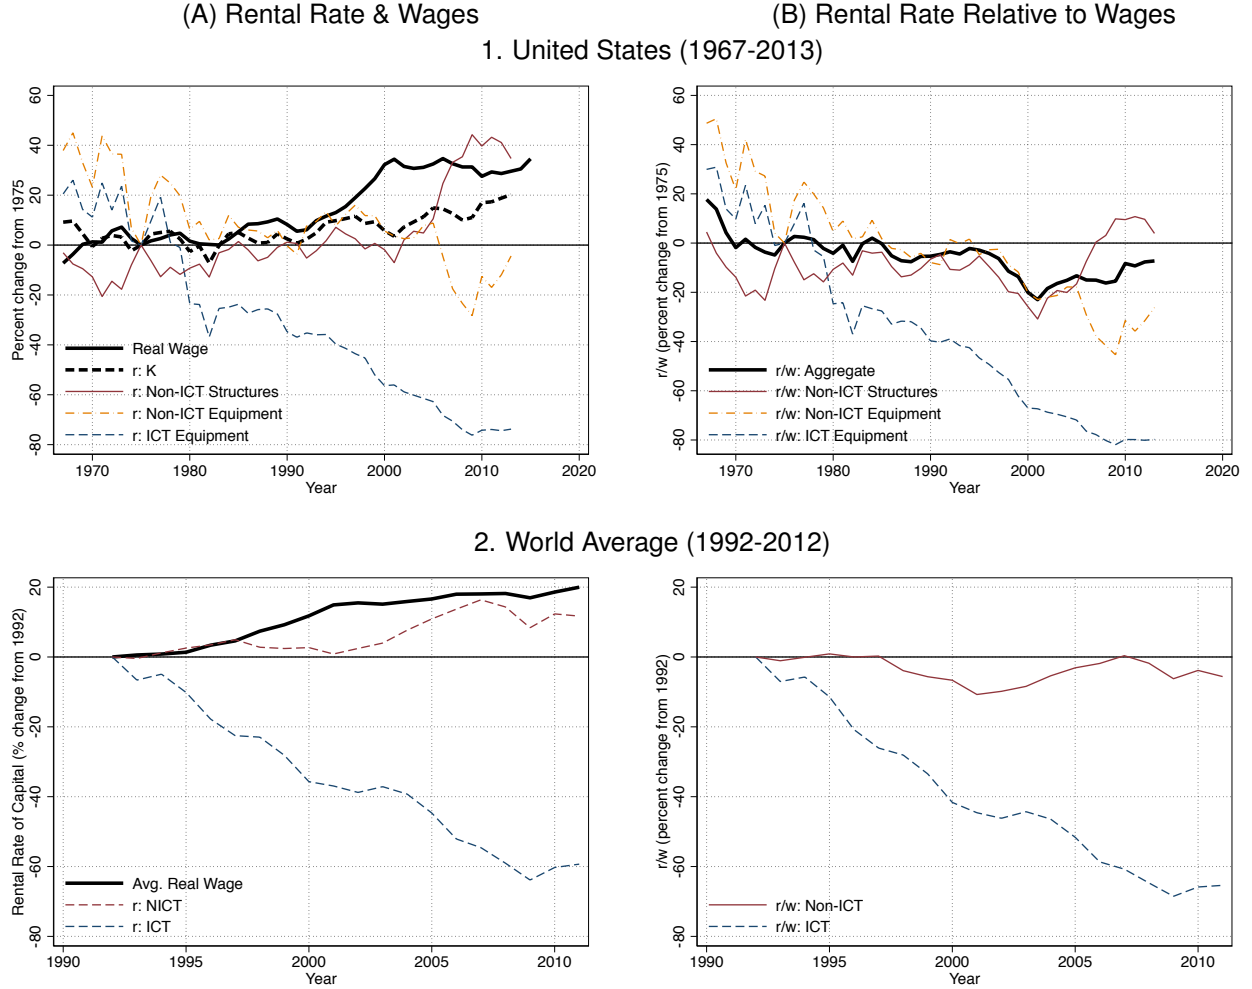 (A) Rental Rate & Wages
(B) Rental Rate Relative to Wages
1. United States (1967-2013)
Percent change from 1975
60
40
20
0
-20
-40
-60
-80
Real Wage
r: K
r: Non-ICT Structures
r: Non-ICT Equipment
r: ICT Equipment
1970 1980 1990 2000 2010 2020
Year
r/w (percent change from 1975)
60
40
20
0
-20
-40
-60
-80
r/w: Aggregate
r/w: Non-ICT Structures
r/w: Non-ICT Equipment
r/w: ICT Equipment
1970 1980 1990 2000 2010 2020
Year
2. World Average (1992-2012)
Rental Rate of Capital (% change from 1992)
20
0
-20
-40
-60
-80
Avg. Real Wage
r: NICT
r: ICT
1990 1995 2000 2005 2010
Year
r/w (percent change from 1992)
20
0
-20
-40
-60
-80
r/w: Non-ICT
r/w: ICT
1990 1995 2000 2005 2010
Year